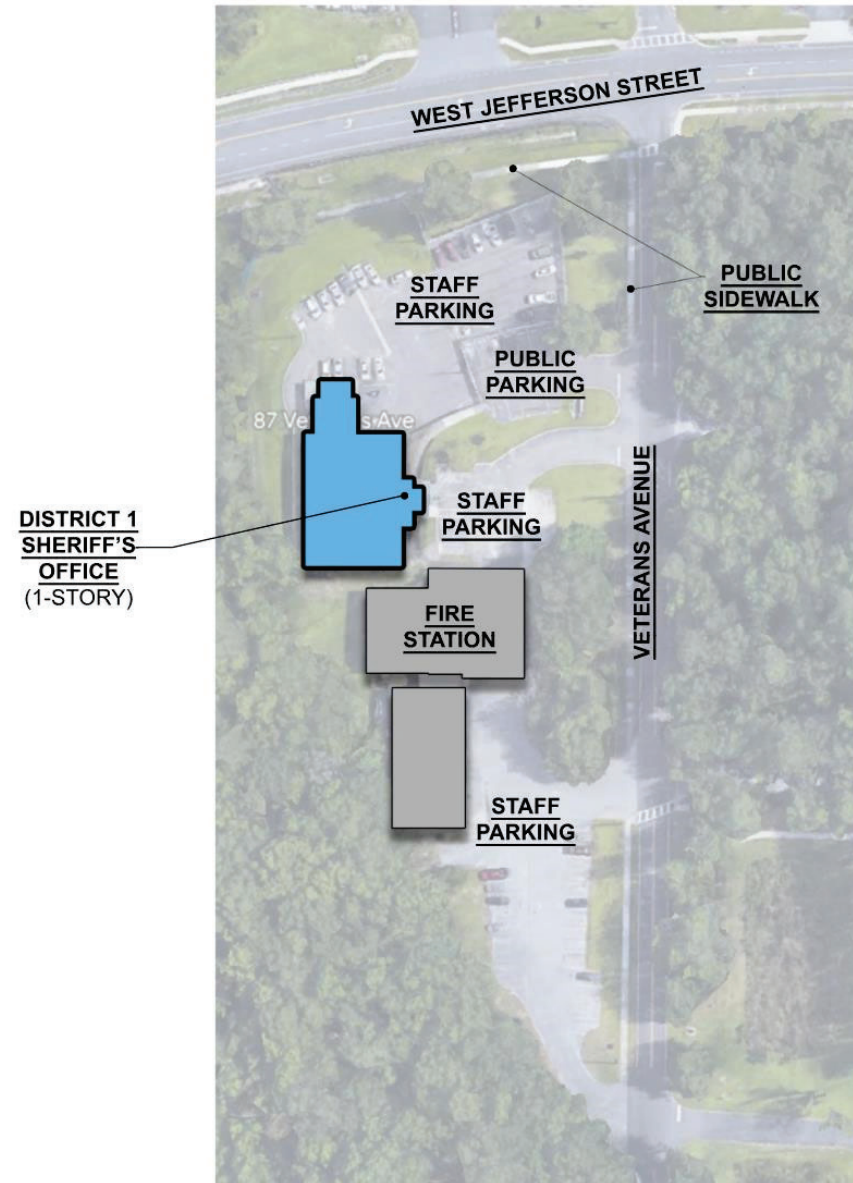 WEST JEFFERSON STREET
PUBLIC
SIDEWALK
STAFF
PARKING
PUBLIC
PARKING
DISTRICT 1
SHERIFF'S
OFFICE
(1-STORY)
STAFF
PARKING
VETERANS AVENUE
FIRE
STATION
STAFF
PARKING